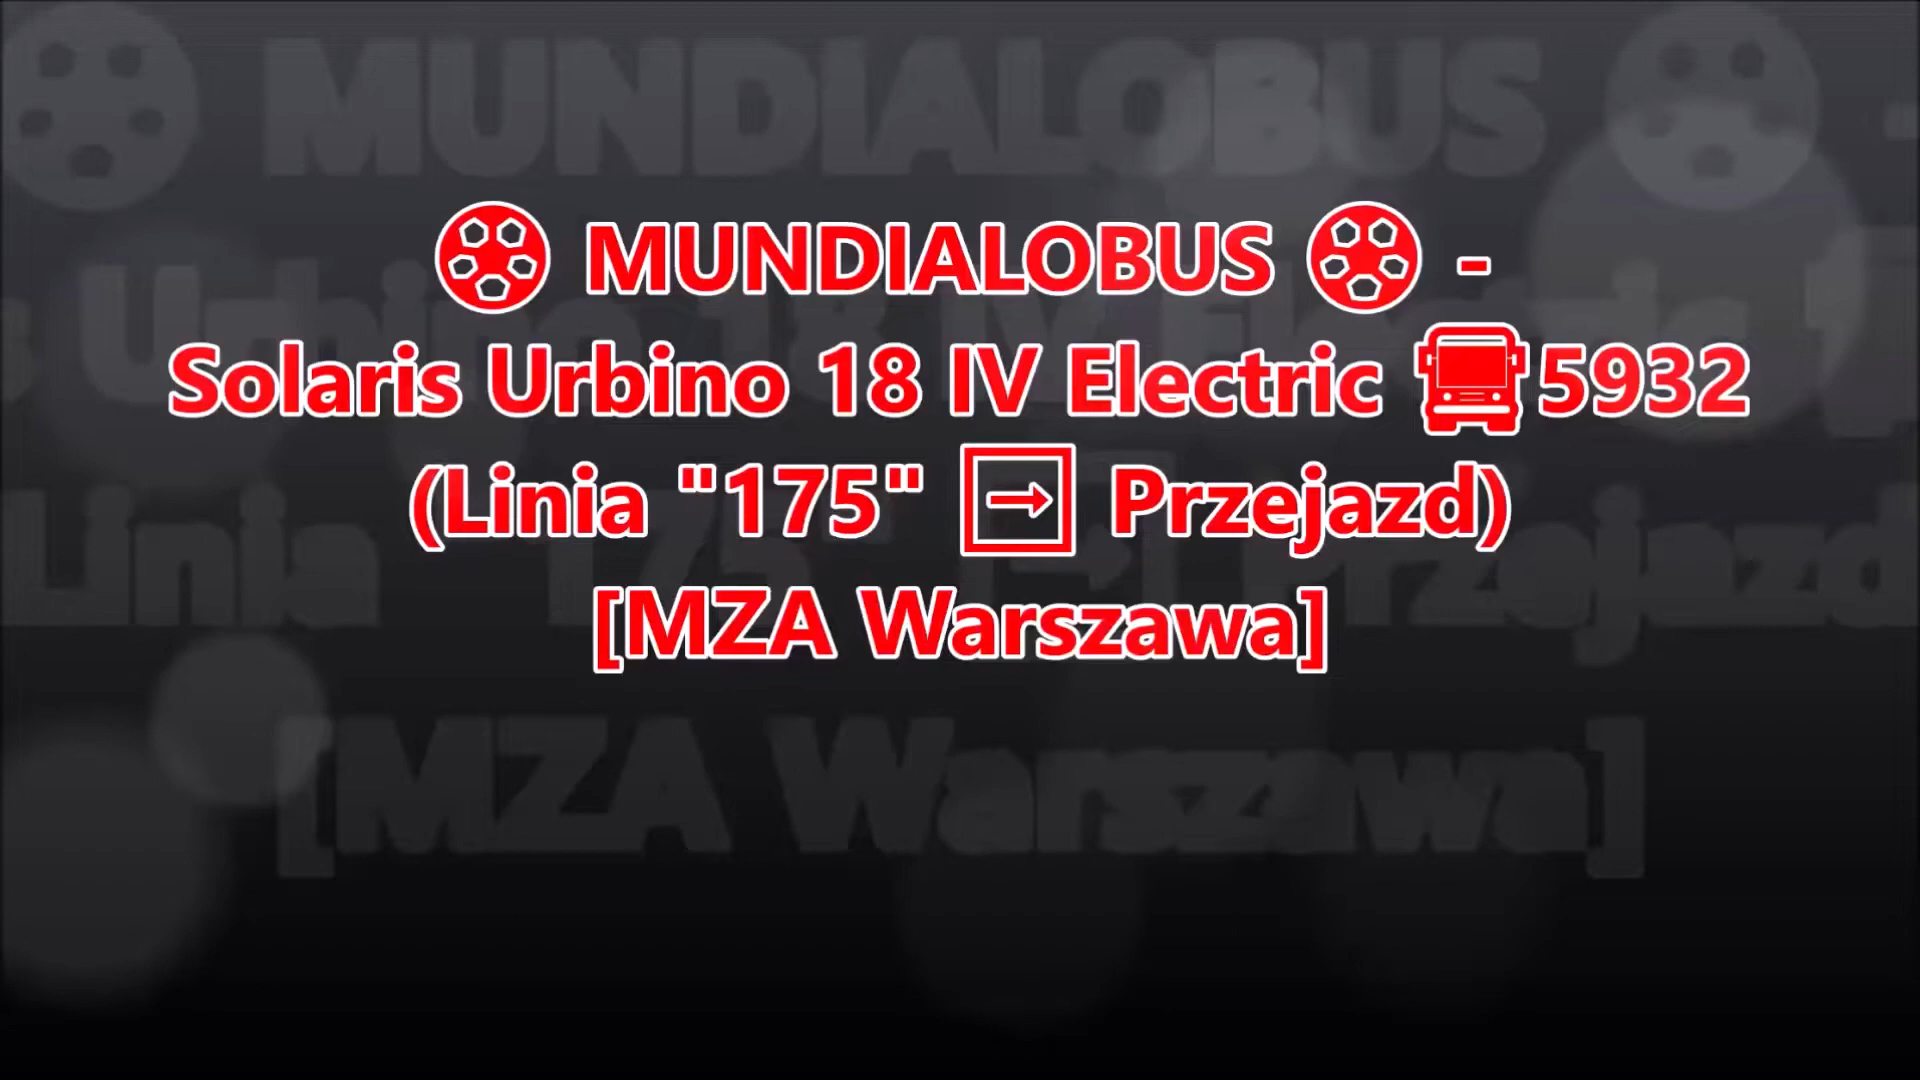 ⚽ MUNDIALOBUS ⚽ -
Solaris Urbino 18 IV Electric 🚍5932
(Linia "175" ➡ Przejazd)
[MZA Warszawa]